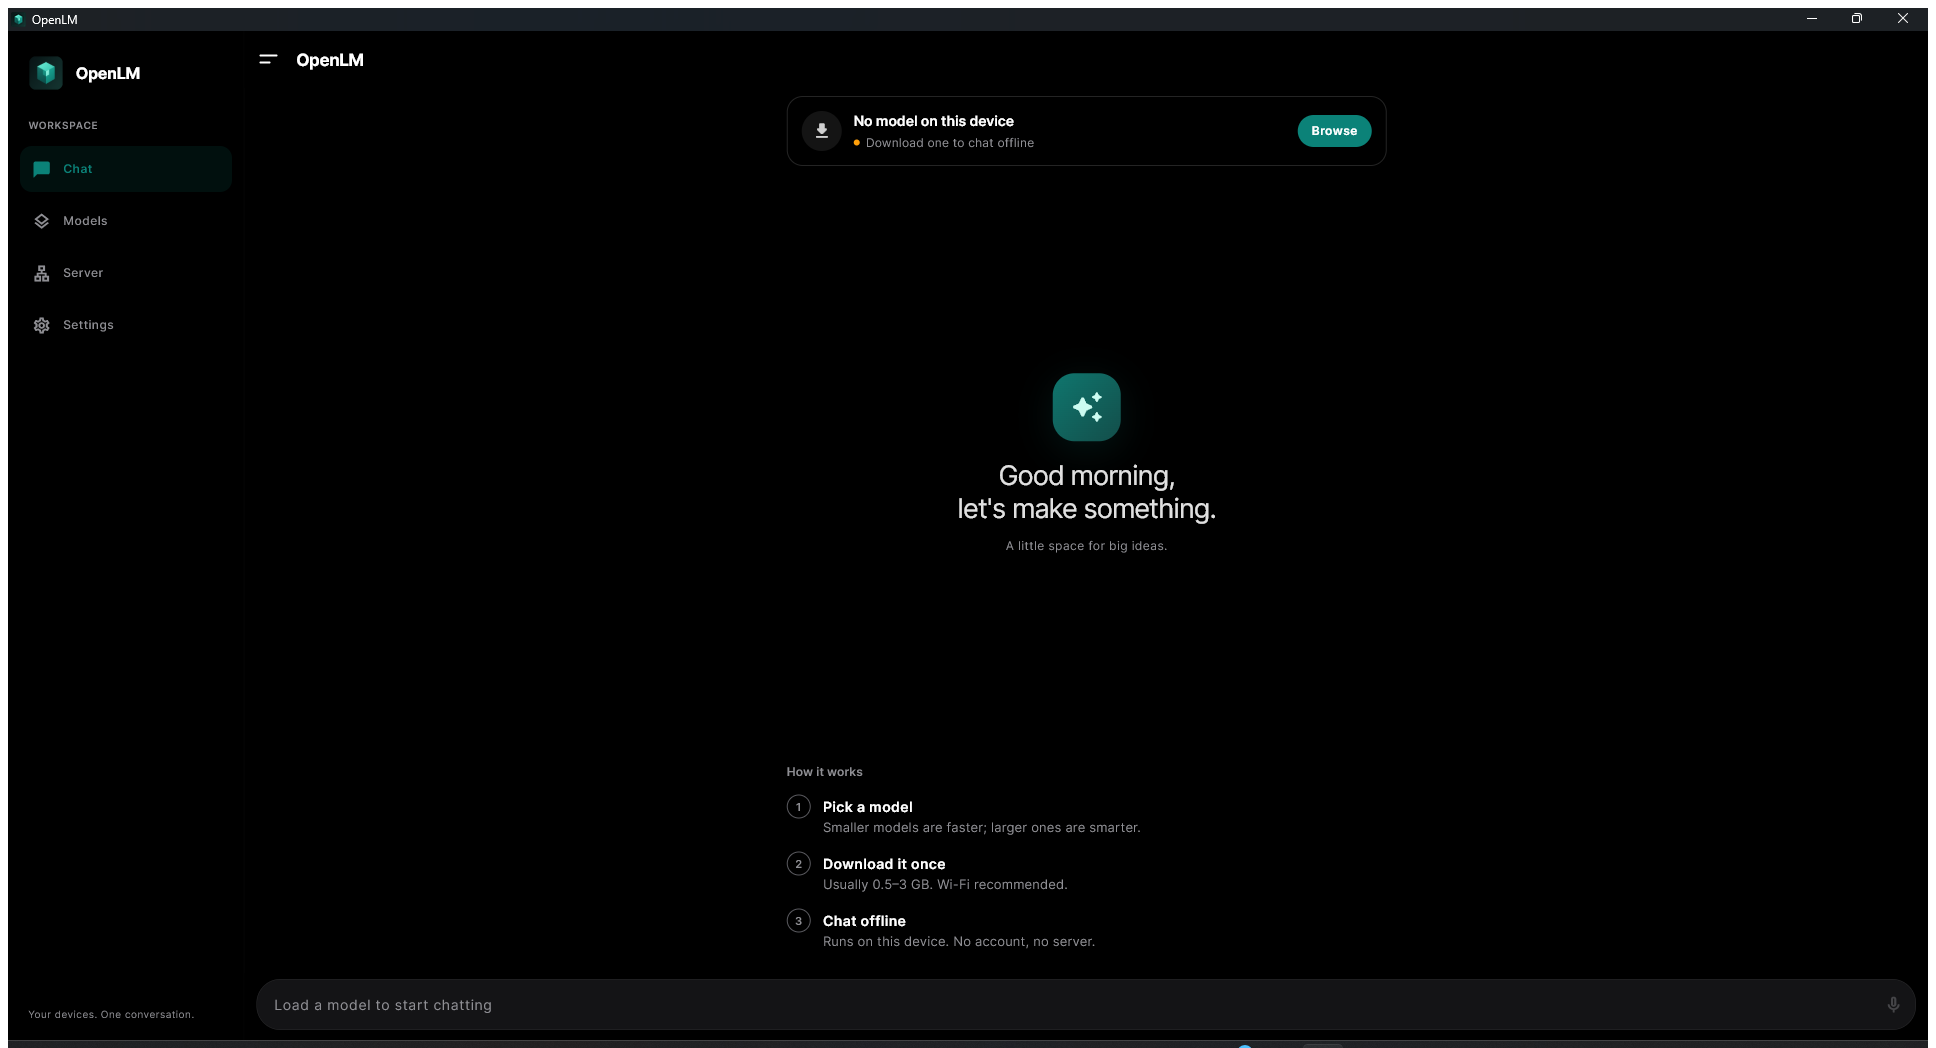 OpenLM
OpenLM
WORKSPACE
Chat
Models
Server
Settings
Your devices. One conversation.
OpenLM
No model on this device
Download one to chat offline
Browse
Good morning,
let's make something.
A little space for big ideas.
How it works
1
Pick a model
Smaller models are faster; larger ones are smarter.
2
Download it once
Usually 0.5–3 GB. Wi-Fi recommended.
3
Chat offline
Runs on this device. No account, no server.
Load a model to start chatting